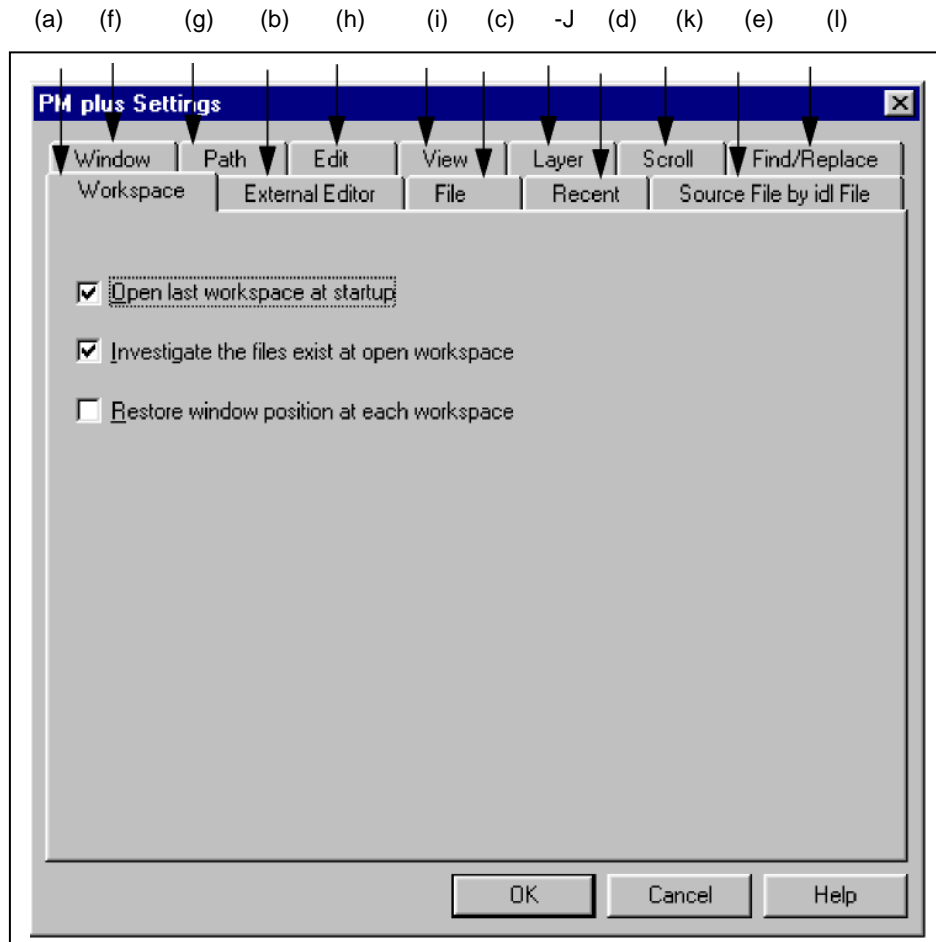 (a) (f) (g) (b) (h) (i) (c) -J (d) (k) (e) (l)
PM plus Settings
Window Path Edit View Layer Scroll Find/Replace
Workspace External Editor File Recent Source File by idl File
Open last workspace at startup
Investigate the files exist at open workspace
Restore window position at each workspace
OK Cancel Help